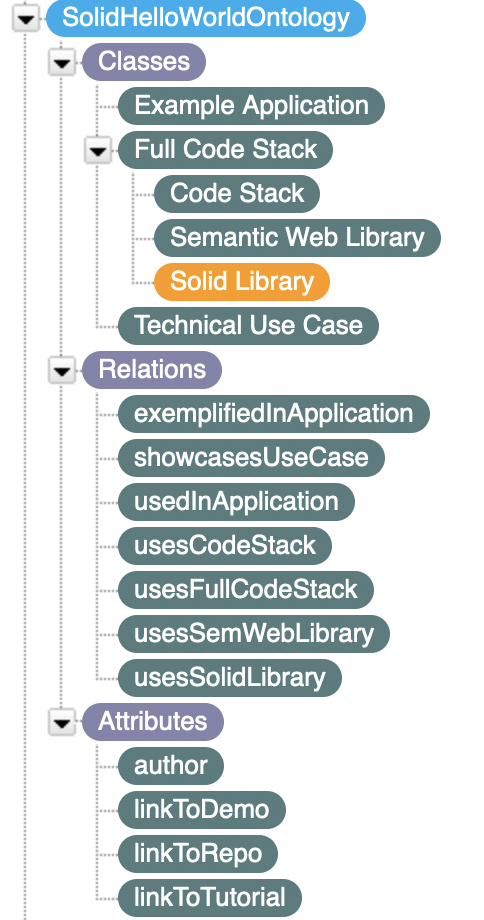 SolidHelloWorldOntology
Classes
Example Application
Full Code Stack
Code Stack
Semantic Web Library
Solid Library
Technical Use Case
Relations
exemplifiedInApplication
showcasesUseCase
usedInApplication
usesCodeStack
usesFullCodeStack
usesSemWebLibrary
usesSolidLibrary
Attributes
author
linkToDemo
linkToRepo
linkToTutorial